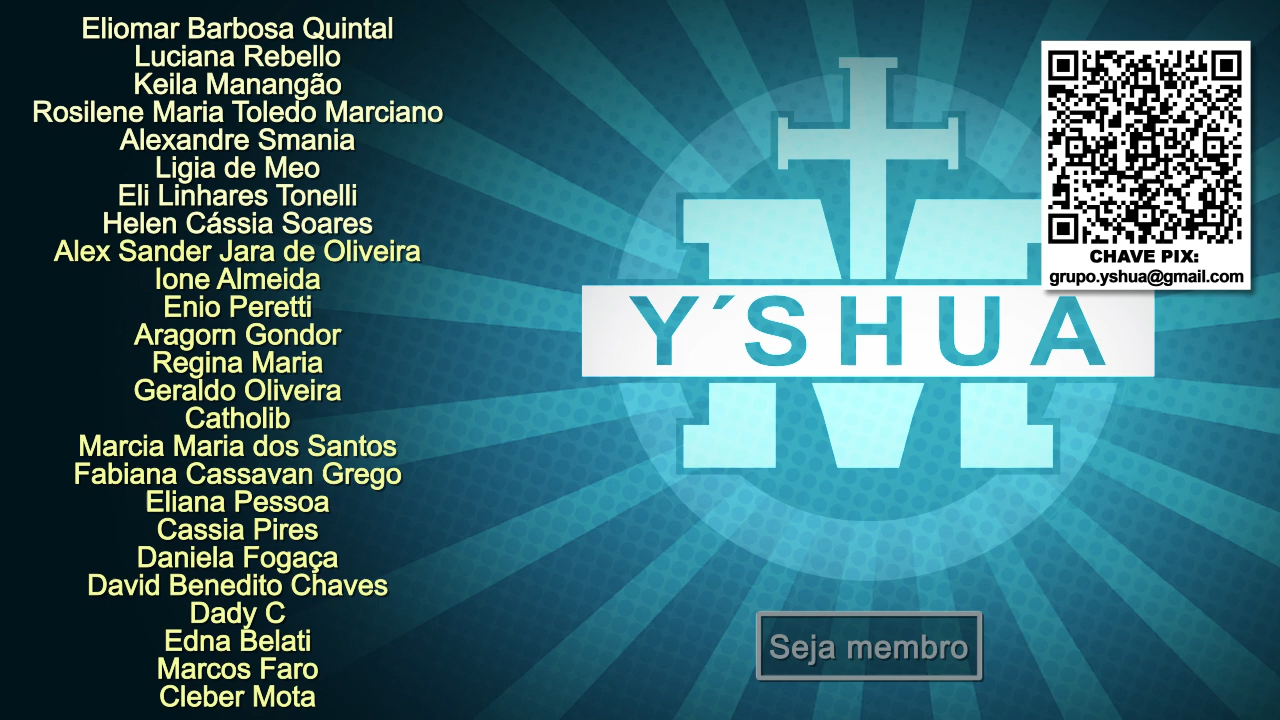 Eliomar Barbosa Quintal
Luciana Rebello
Keila Manangão
Rosilene Maria Toledo Marciano
Alexandre Smania
Ligia de Meo
Eli Linhares Tonelli
Helen Cássia Soares
Alex Sander Jara de Oliveira
Ione Almeida
Enio Peretti
Aragorn Gondor
Regina Maria
Geraldo Oliveira
Catholib
Marcia Maria dos Santos
Fabiana Cassavan Grego
Eliana Pessoa
Cassia Pires
Daniela Fogaça
David Benedito Chaves
Dady C
Edna Belati
Marcos Faro
Cleber Mota
M
Y´SHUA
CHAVE PIX:
grupo.yshua@gmail.com
Seja membro